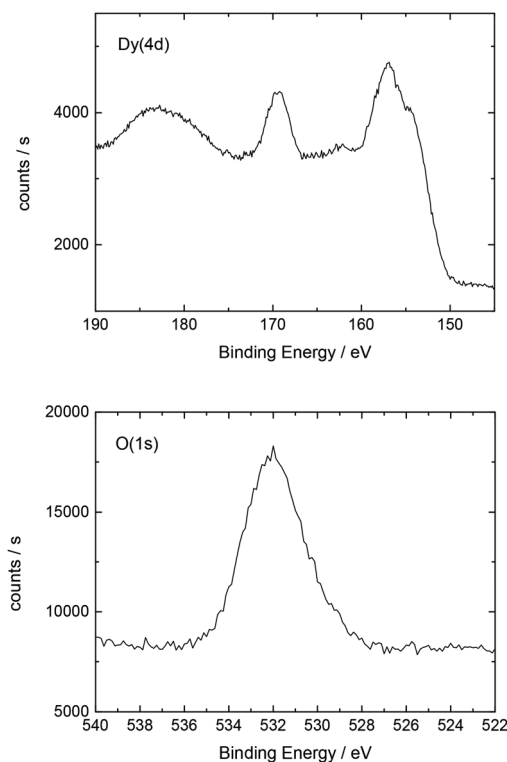 Dy(4d)
counts / s
4000
2000
190 180 170 160 150
Binding Energy / eV
O(1s)
counts / s
20000
15000
10000
5000
540 538 536 534 532 530 528 526 524 522
Binding Energy / eV